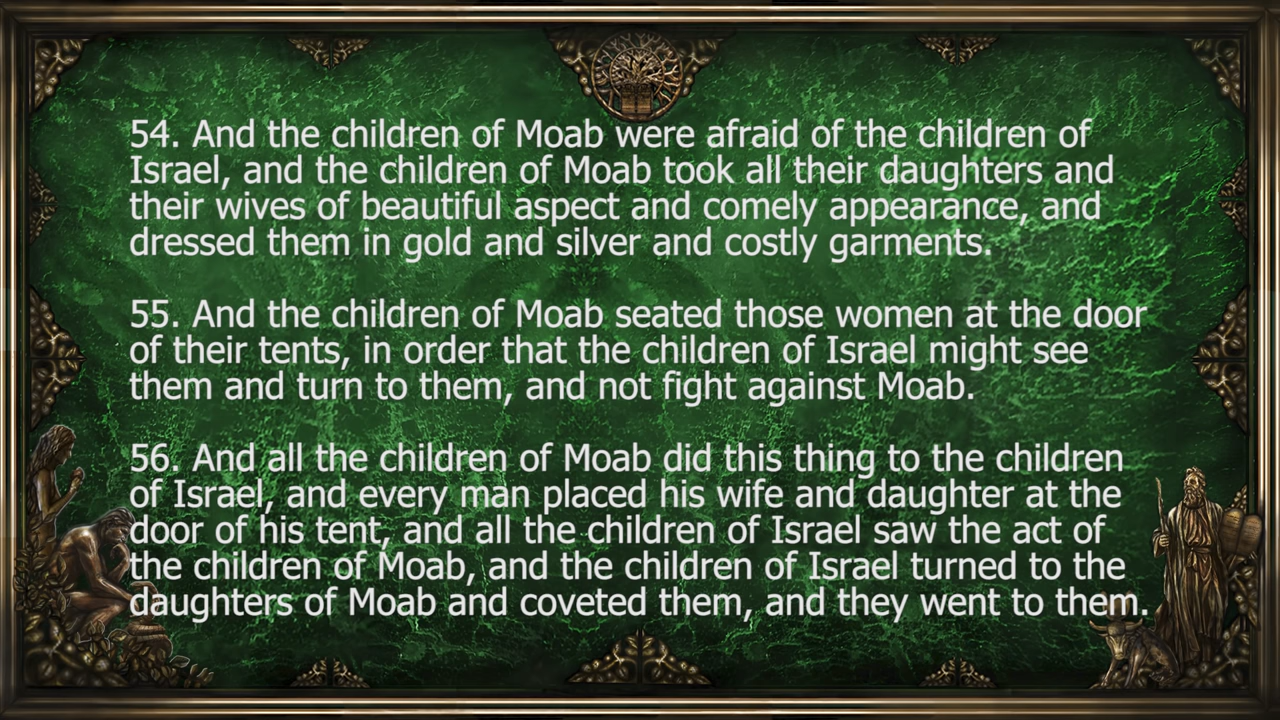 54. And the children of Moab were afraid of the children of
Israel, and the children of Moab took all their daughters and
their wives of beautiful aspect and comely appearance, and
dressed them in gold and silver and costly garments.
55. And the children of Moab seated those women at the door
of their tents, in order that the children of Israel might see
them and turn to them, and not fight against Moab.
56. And all the children of Moab did this thing to the children
of Israel, and every man placed his wife and daughter at the
door of his tent, and all the children of Israel saw the act of
the children of Moab, and the children of Israel turned to the
daughters of Moab and coveted them, and they went to them.